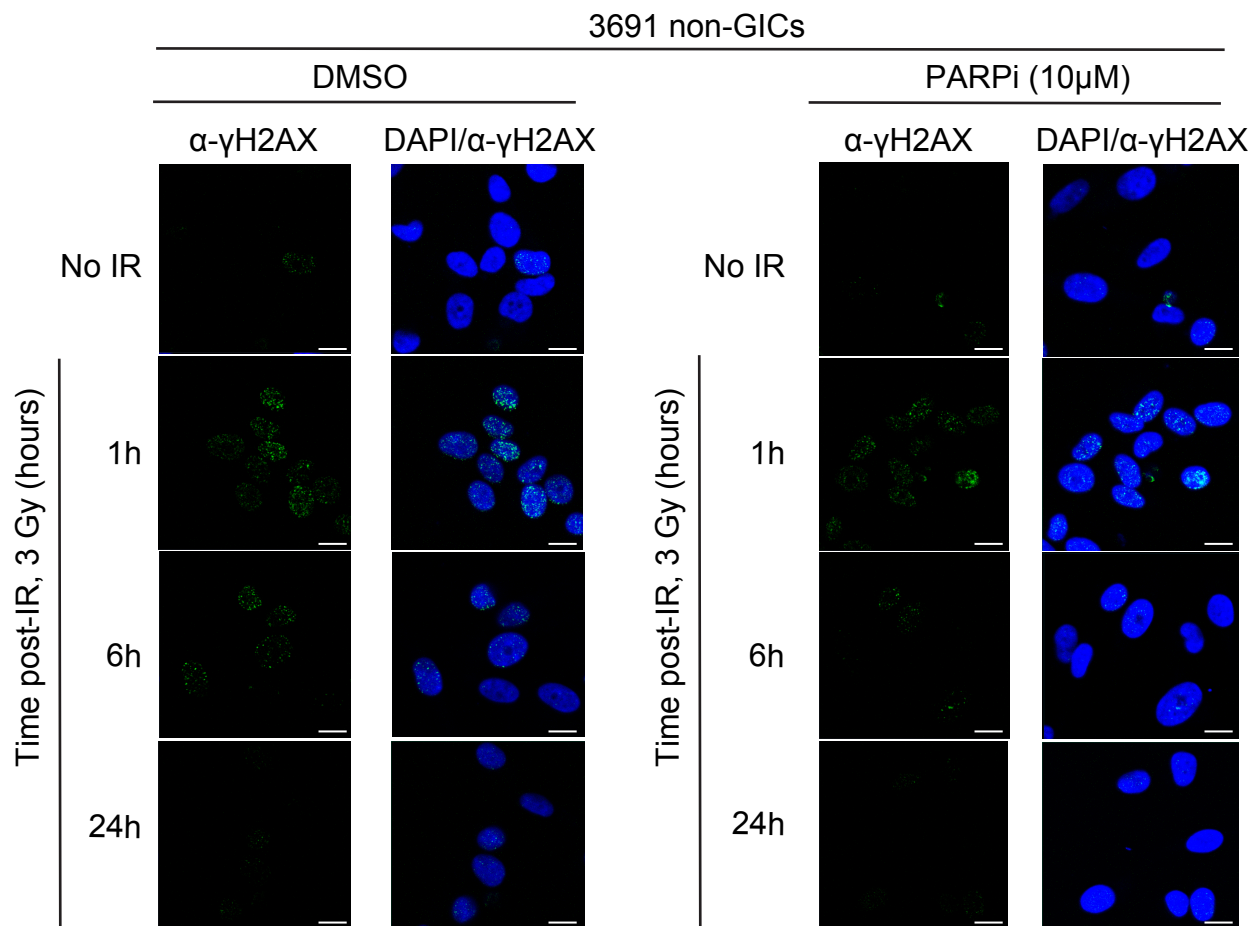 3691 non-GICs
DMSO
PARPi (10µM)
α-γH2AX
DAPI/α-γH2AX
α-γH2AX
DAPI/α-γH2AX
No IR
No IR
Time post-IR, 3 Gy (hours)
1h
6h
24h
Time post-IR, 3 Gy (hours)
1h
6h
24h